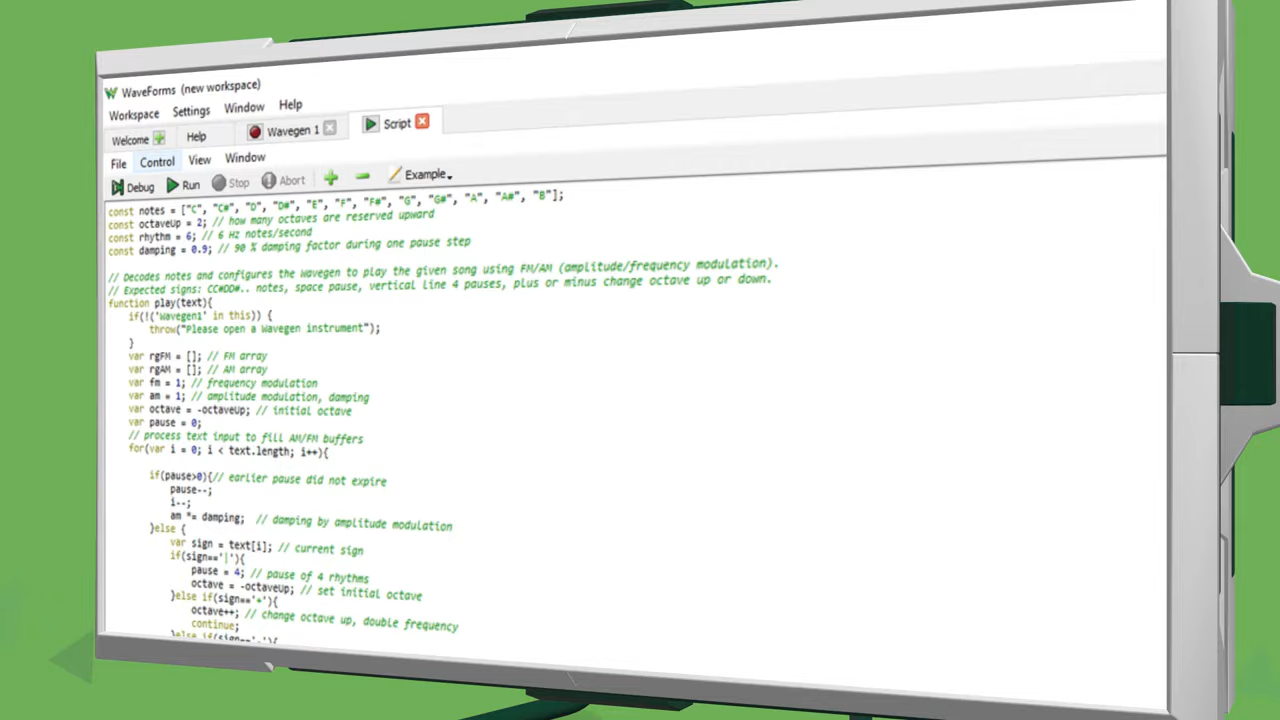 WaveForms (new workspace)
Workspace Settings Window Help
Welcome Help Wavegen 1 Script
File Control View Window
Debug Run Stop Abort Example
const notes = ["C", "C#", "D", "D#", "E", "F", "F#", "G", "G#", "A", "A#", "B"];
const octaveUp = 2; // how many octaves are reserved upward
const rhythm = 6; // 6 Hz notes/second
const damping = 0.9; // 90 % damping factor during one pause step
// Decodes notes and configures the Wavegen to play the given song using FM/AM (amplitude/frequency modulation).
// Expected signs: CC#DD#.. notes, space pause, vertical line 4 pauses, plus or minus change octave up or down.
function play(text){
if(!('Wavegen1' in this)) {
throw("Please open a Wavegen instrument");
}
var rgFM = []; // FM array
var rgAM = []; // AM array
var fm = 1; // frequency modulation
var am = 1; // amplitude modulation, damping
var octave = -octaveUp; // initial octave
var pause = 0;
// process text input to fill AM/FM buffers
for(var i = 0; i < text.length; i++){
if(pause>0){// earlier pause did not expire
pause--;
i--;
am *= damping; // damping by amplitude modulation
}else {
var sign = text[i]; // current sign
if(sign=='|'){
pause = 4; // pause of 4 rhythms
octave = -octaveUp; // set initial octave
}else if(sign=='+'){
octave++; // change octave up, double frequency
continue;
}else if(sign=='-'){